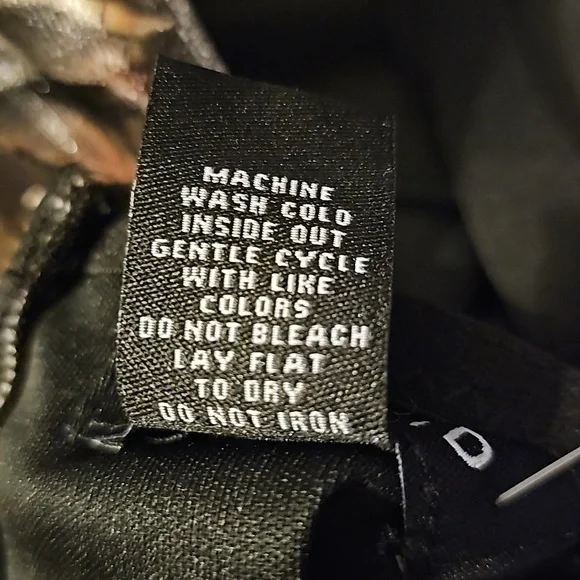 MACHINE
WASH COLD
INSIDE OUT
GENTLE CYCLE
WITH LIKE
COLORS
DO NOT BLEACH
LAY FLAT
TO DRY
DO NOT IRON
D